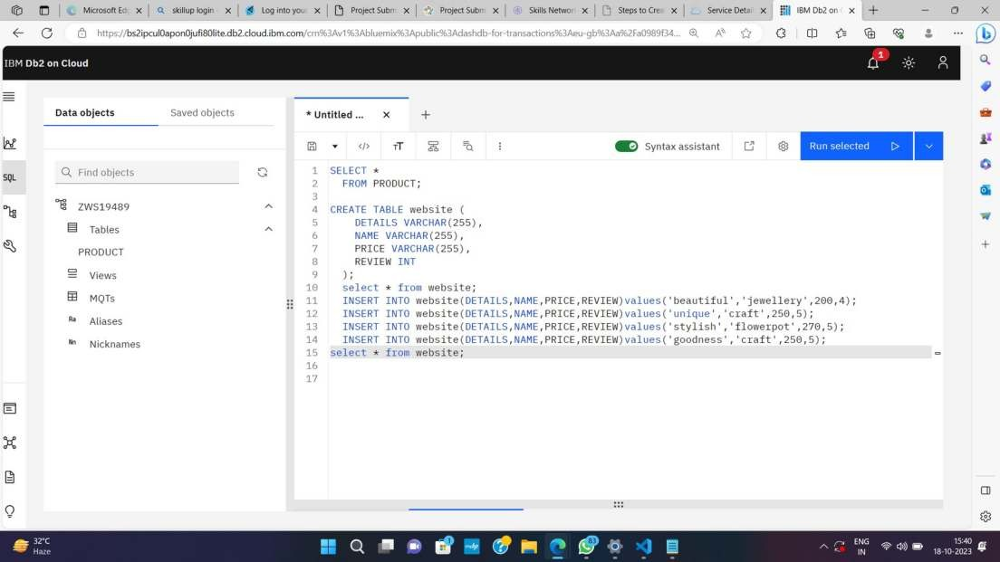 Microsoft Ed
skillup login
Log into your
Project Subm
Project Subm
Skills Network
Steps to Crea
Service Detail
IBM Db2 on C
https://bs2ipcul0apon0jufi80lite.db2.cloud.ibm.com/crn%3Av1%3Abluemix%3Apublic%3Adashdb-for-transactions%3Aeu-gb%3Aa%2Fa0989f34...
IBM Db2 on Cloud
1
Data objects
Saved objects
* Untitled ...
Syntax assistant
Run selected
Find objects
SQL
ZWS19489
Tables
PRODUCT
Views
MQTs
Aliases
Nicknames
1 SELECT *
2 FROM PRODUCT;
3
4 CREATE TABLE website (
5 DETAILS VARCHAR(255),
6 NAME VARCHAR(255),
7 PRICE VARCHAR(255),
8 REVIEW INT
9 );
10 select * from website;
11 INSERT INTO website(DETAILS,NAME,PRICE,REVIEW)values('beautiful','jewellery',200,4);
12 INSERT INTO website(DETAILS,NAME,PRICE,REVIEW)values('unique','craft',250,5);
13 INSERT INTO website(DETAILS,NAME,PRICE,REVIEW)values('stylish','flowerpot',270,5);
14 INSERT INTO website(DETAILS,NAME,PRICE,REVIEW)values('goodness','craft',250,5);
15 select * from website;
16
17
32°C
Haze
1
83
ENG
IN
15:40
18-10-2023